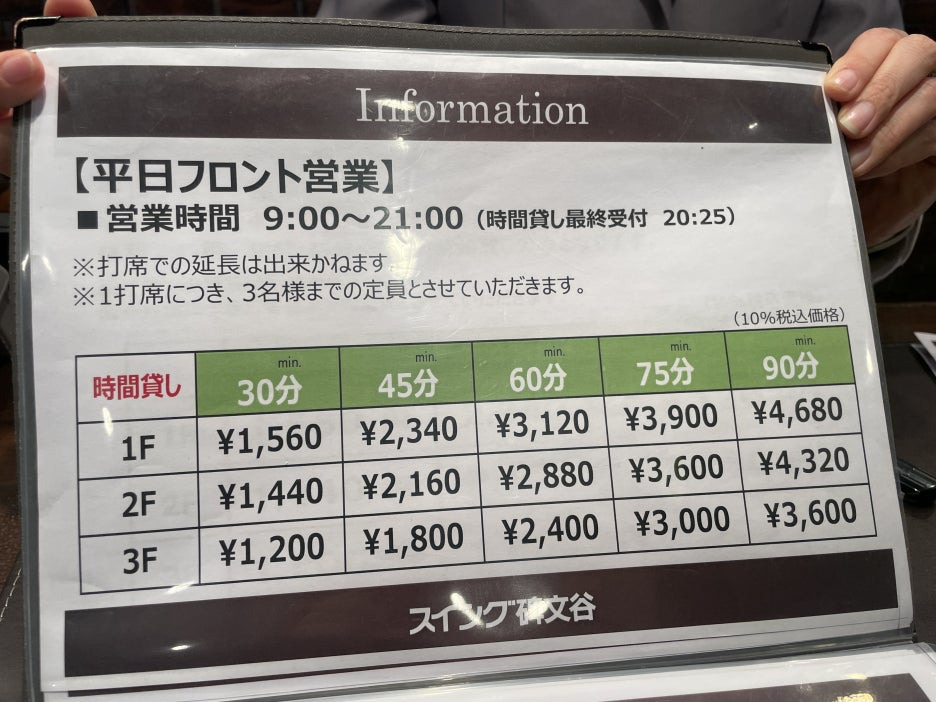 Information
【平日フロント営業】
■ 営業時間 9:00～21:00 (時間貸し最終受付 20:25)
※打席での延長は出来かねます。
※1打席につき、3名様までの定員とさせていただきます。
(10%税込価格)
時間貸し min. 30分 min. 45分 min. 60分 min. 75分 min. 90分
1F ¥1,560 ¥2,340 ¥3,120 ¥3,900 ¥4,680
2F ¥1,440 ¥2,160 ¥2,880 ¥3,600 ¥4,320
3F ¥1,200 ¥1,800 ¥2,400 ¥3,000 ¥3,600
スイング碑文谷